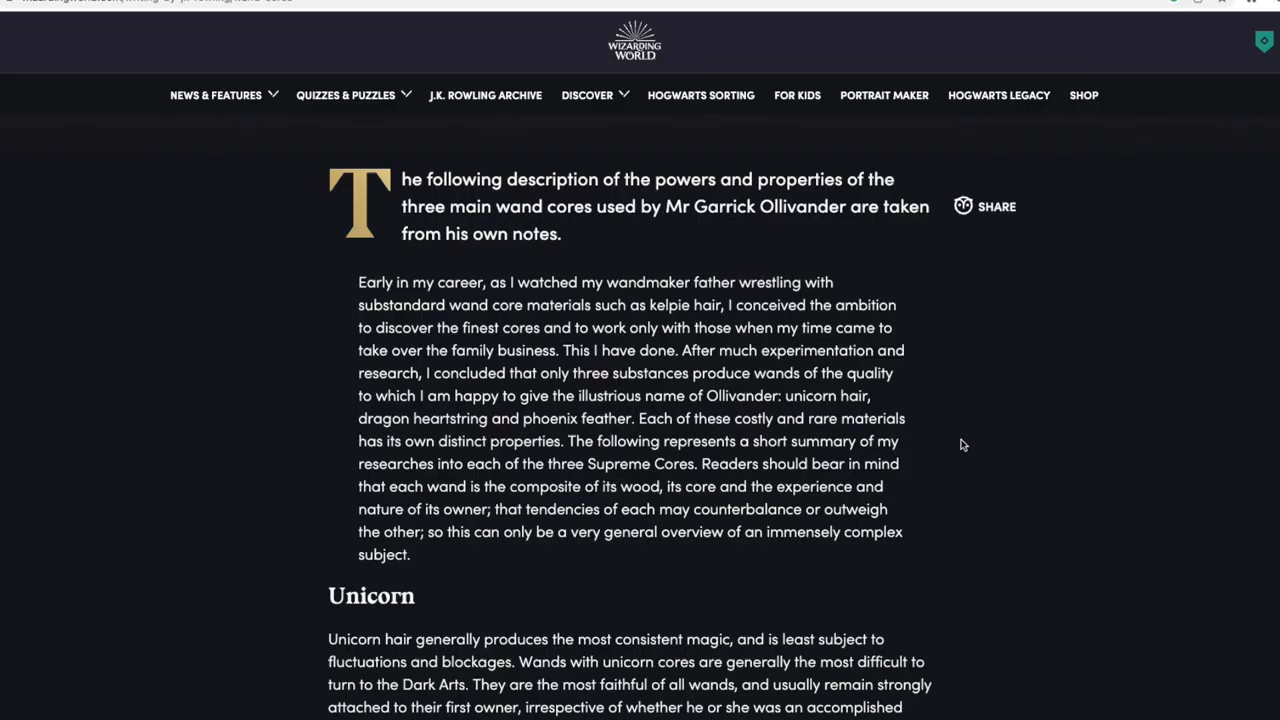 WIZARDING
WORLD
NEWS & FEATURES QUIZZES & PUZZLES J.K. ROWLING ARCHIVE DISCOVER HOGWARTS SORTING FOR KIDS PORTRAIT MAKER HOGWARTS LEGACY SHOP
The following description of the powers and properties of the
three main wand cores used by Mr Garrick Ollivander are taken
from his own notes.
SHARE
Early in my career, as I watched my wandmaker father wrestling with
substandard wand core materials such as kelpie hair, I conceived the ambition
to discover the finest cores and to work only with those when my time came to
take over the family business. This I have done. After much experimentation and
research, I concluded that only three substances produce wands of the quality
to which I am happy to give the illustrious name of Ollivander: unicorn hair,
dragon heartstring and phoenix feather. Each of these costly and rare materials
has its own distinct properties. The following represents a short summary of my
researches into each of the three Supreme Cores. Readers should bear in mind
that each wand is the composite of its wood, its core and the experience and
nature of its owner; that tendencies of each may counterbalance or outweigh
the other; so this can only be a very general overview of an immensely complex
subject.
Unicorn
Unicorn hair generally produces the most consistent magic, and is least subject to
fluctuations and blockages. Wands with unicorn cores are generally the most difficult to
turn to the Dark Arts. They are the most faithful of all wands, and usually remain strongly
attached to their first owner, irrespective of whether he or she was an accomplished